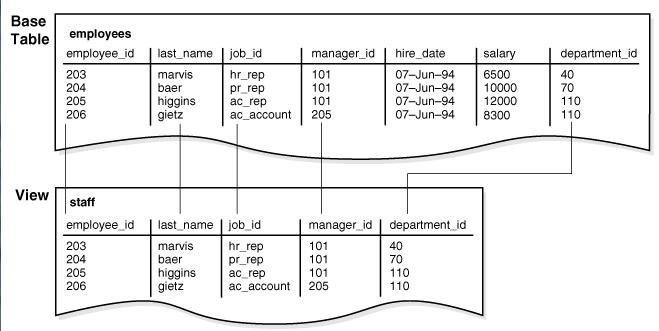 Base Table
employees
employee_id last_name job_id manager_id hire_date salary department_id
203 marvis hr_rep 101 07–Jun–94 6500 40
204 baer pr_rep 101 07–Jun–94 10000 70
205 higgins ac_rep 101 07–Jun–94 12000 110
206 gietz ac_account 205 07–Jun–94 8300 110
View
staff
employee_id last_name job_id manager_id department_id
203 marvis hr_rep 101 40
204 baer pr_rep 101 70
205 higgins ac_rep 101 110
206 gietz ac_account 205 110